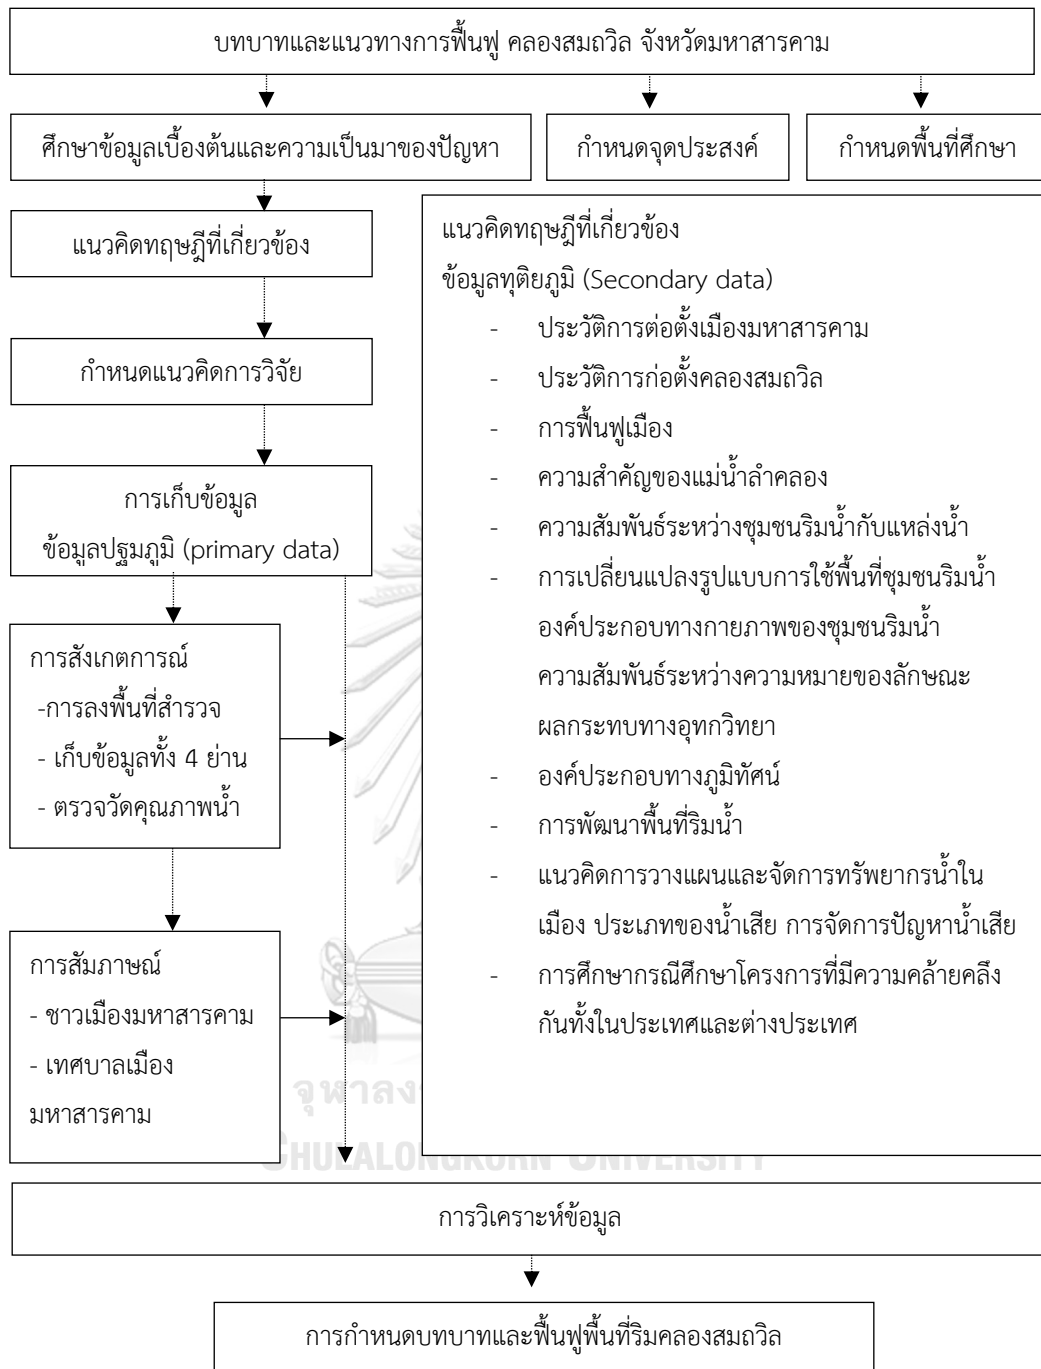 บทบาทและแนวทางการฟื้นฟู คลองสมถวิล จังหวัดมหาสารคาม
ศึกษาข้อมูลเบื้องต้นและความเป็นมาของปัญหา
กำหนดจุดประสงค์
กำหนดพื้นที่ศึกษา
แนวคิดทฤษฎีที่เกี่ยวข้อง
กำหนดแนวคิดการวิจัย
การเก็บข้อมูล
ข้อมูลปฐมภูมิ (primary data)
การสังเกตการณ์
-การลงพื้นที่สำรวจ
- เก็บข้อมูลทั้ง 4 ย่าน
- ตรวจวัดคุณภาพน้ำ
การสัมภาษณ์
- ชาวเมืองมหาสารคาม
- เทศบาลเมือง
มหาสารคาม
แนวคิดทฤษฎีที่เกี่ยวข้อง
ข้อมูลทุติยภูมิ (Secondary data)
- ประวัติการต่อตั้งเมืองมหาสารคาม
- ประวัติการก่อตั้งคลองสมถวิล
- การฟื้นฟูเมือง
- ความสำคัญของแม่น้ำลำคลอง
- ความสัมพันธ์ระหว่างชุมชนริมน้ำกับแหล่งน้ำ
- การเปลี่ยนแปลงรูปแบบการใช้พื้นที่ชุมชนริมน้ำ
องค์ประกอบทางกายภาพของชุมชนริมน้ำ
ความสัมพันธ์ระหว่างความหมายของลักษณะ
ผลกระทบทางอุทกวิทยา
- องค์ประกอบทางภูมิทัศน์
- การพัฒนาพื้นที่ริมน้ำ
- แนวคิดการวางแผนและจัดการทรัพยากรน้ำใน
เมือง ประเภทของน้ำเสีย การจัดการปัญหาน้ำเสีย
- การศึกษากรณีศึกษาโครงการที่มีความคล้ายคลึง
กันทั้งในประเทศและต่างประเทศ
จุฬาลง
CHULALONGKORN UNIVERSITY
การวิเคราะห์ข้อมูล
การกำหนดบทบาทและฟื้นฟูพื้นที่ริมคลองสมถวิล